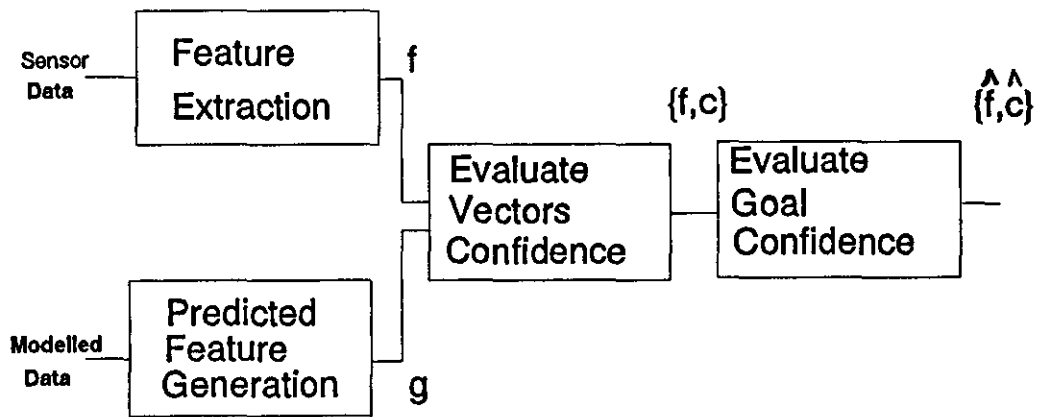 Sensor
Data
Feature
Extraction
f
{f,c}
{f̂,ĉ}
Evaluate
Vectors
Confidence
Evaluate
Goal
Confidence
Modelled
Data
Predicted
Feature
Generation
g